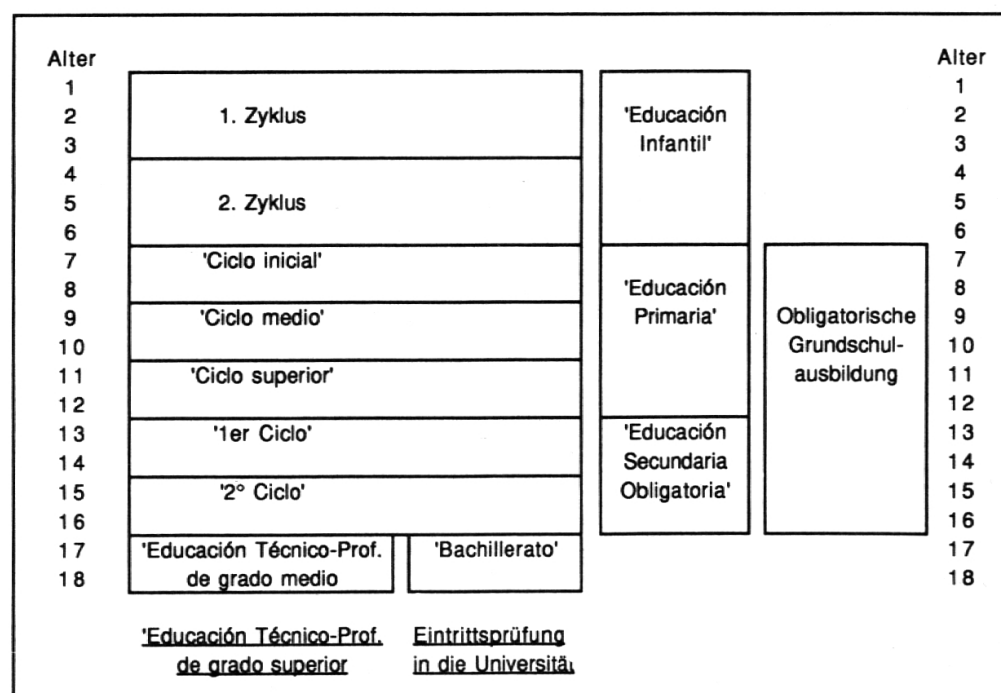 Alter Alter
1 1
2 1. Zyklus 'Educación 2
3 Infantil' 3
4 4
5 2. Zyklus 5
6 6
7 'Ciclo inicial' 7
8 'Educación 8
9 'Ciclo medio' Primaria' Obligatorische 9
10 Grundschul- 10
11 'Ciclo superior' ausbildung 11
12 12
13 '1er Ciclo' 'Educación 13
14 Secundaria 14
15 '2° Ciclo' Obligatoria' 15
16 16
17 'Educación Técnico-Prof. 'Bachillerato' 17
18 de grado medio 18
'Educación Técnico-Prof. Eintrittsprüfung
de grado superior in die Universitä